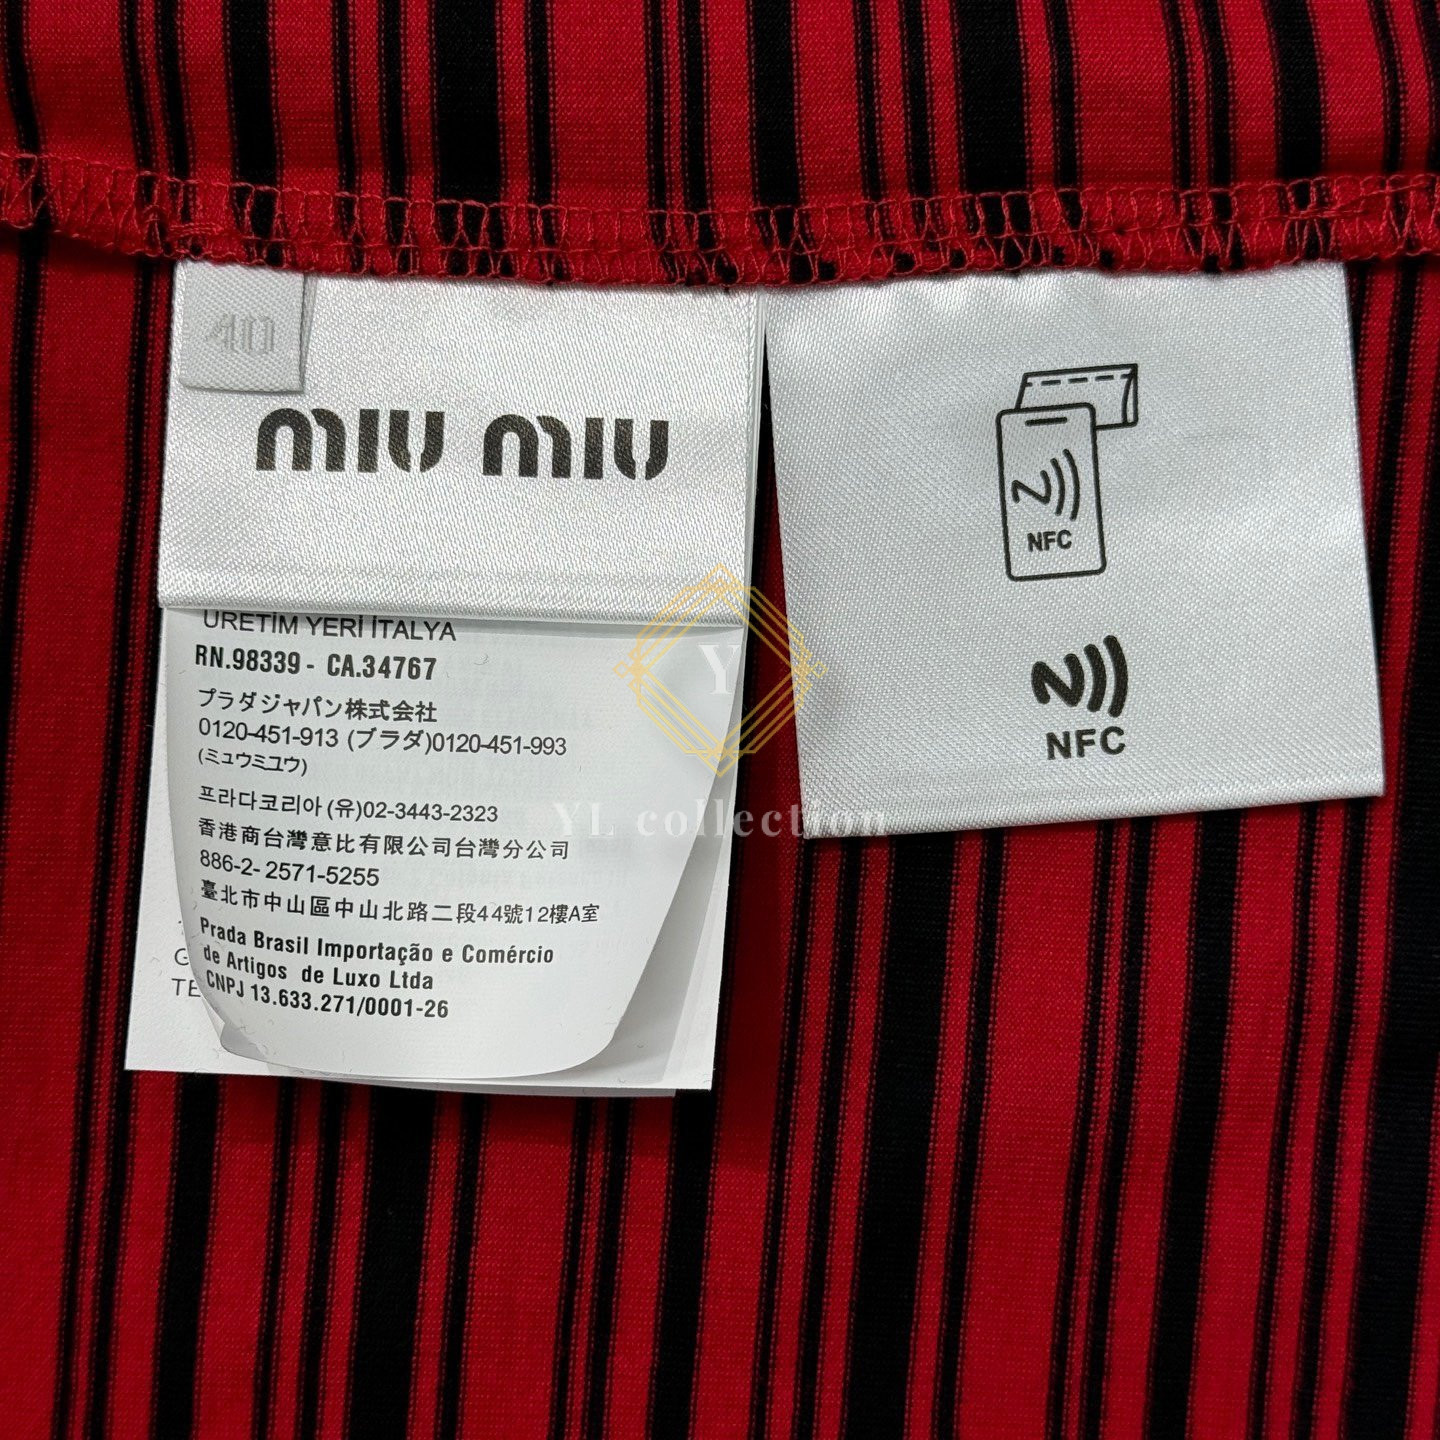 40
MIU MIU
ÜRETİM YERİ İTALYA
RN.98339 - CA.34767
プラダジャパン株式会社
0120-451-913 (プラダ)0120-451-993
(ミュウミュウ)
프라다코리아(유)02-3443-2323
香港商台灣意比有限公司台灣分公司
886-2-2571-5255
臺北市中山區中山北路二段44號12樓A室
Prada Brasil Importação e Comércio
de Artigos de Luxo Ltda
CNPJ 13.633.271/0001-26
G
TE
NFC
NFC
Y
YL collection